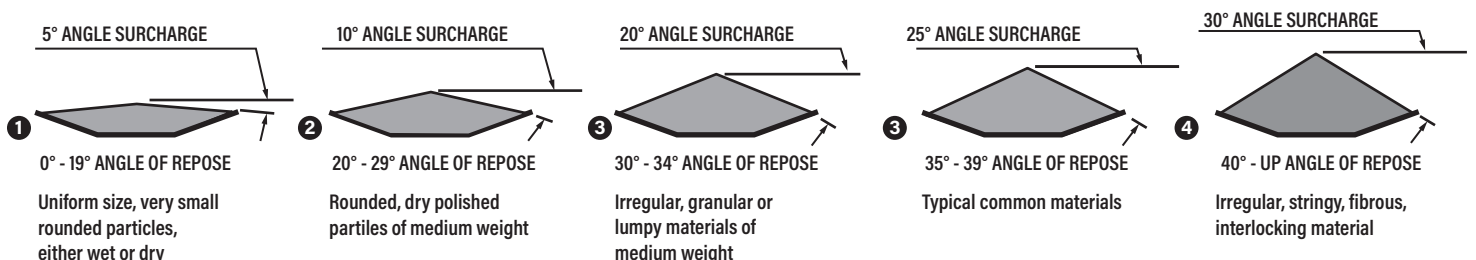 5° ANGLE SURCHARGE
1
0° - 19° ANGLE OF REPOSE
Uniform size, very small
rounded particles,
either wet or dry
10° ANGLE SURCHARGE
2
20° - 29° ANGLE OF REPOSE
Rounded, dry polished
partiles of medium weight
20° ANGLE SURCHARGE
3
30° - 34° ANGLE OF REPOSE
Irregular, granular or
lumpy materials of
medium weight
25° ANGLE SURCHARGE
3
35° - 39° ANGLE OF REPOSE
Typical common materials
30° ANGLE SURCHARGE
4
40° - UP ANGLE OF REPOSE
Irregular, stringy, fibrous,
interlocking material